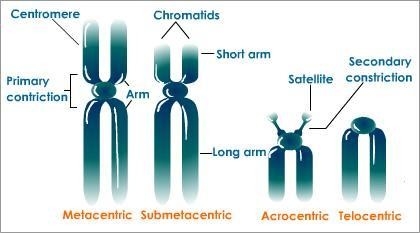 Centromere
Chromatids
Short arm
Primary
contriction
Arm
Secondary
constriction
Satellite
Long arm
Metacentric Submetacentric Acrocentric Telocentric